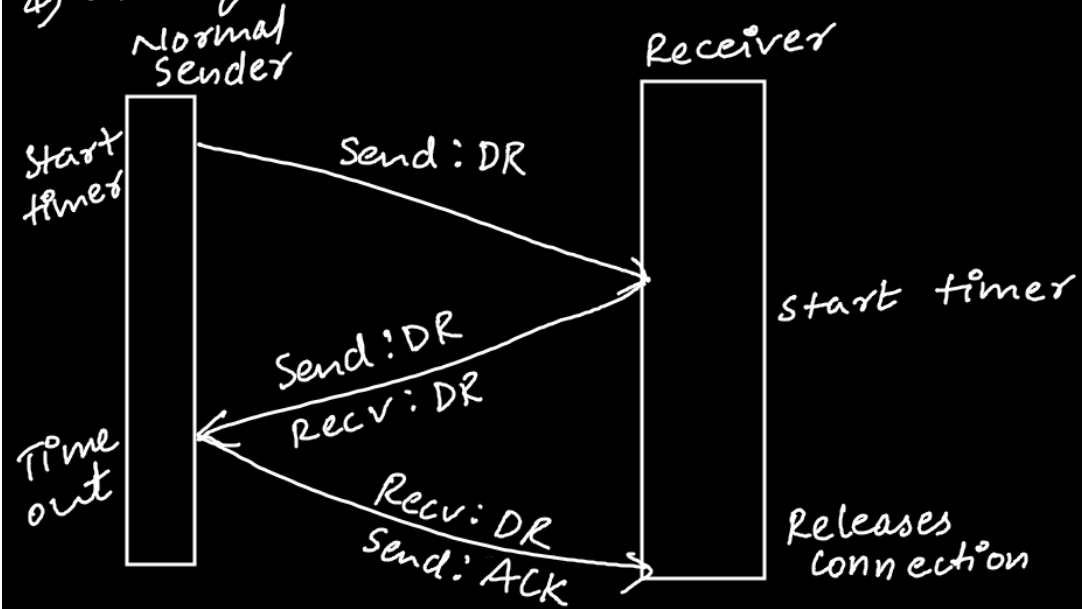 4)
Normal
Sender
Receiver
Start
timer
Send: DR
start timer
Send: DR
Recv: DR
Time
out
Recv: DR
Send: ACK
Releases
connection